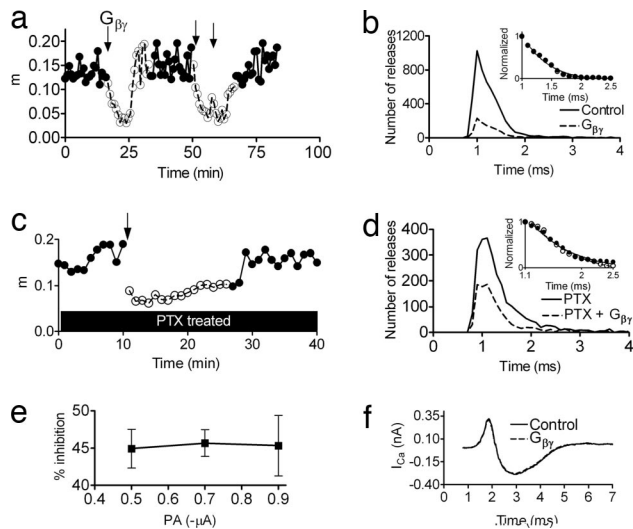 a
Gβγ
m
0.20
0.15
0.10
0.05
0.00
0 25 50 75 100
Time (min)
b
Number of releases
1200
800
400
0
0 1 2 3 4
Time (ms)
Normalized
1
0
1 1.5 2 2.5
Time (ms)
Control
Gβγ
c
m
0.2
0.1
0.0
PTX treated
0 10 20 30 40
Time (min)
d
Number of releases
400
300
200
100
0
0 1 2 3 4
Time (ms)
Normalized
1
0
1.1 1.5 2 2.5
Time (ms)
PTX
PTX + Gβγ
e
% inhibition
50
45
40
0.4 0.5 0.6 0.7 0.8 0.9
PA (-µA)
f
ICa (nA)
0.35
0.10
-0.15
-0.40
Control
Gβγ
1 2 3 4 5 6 7